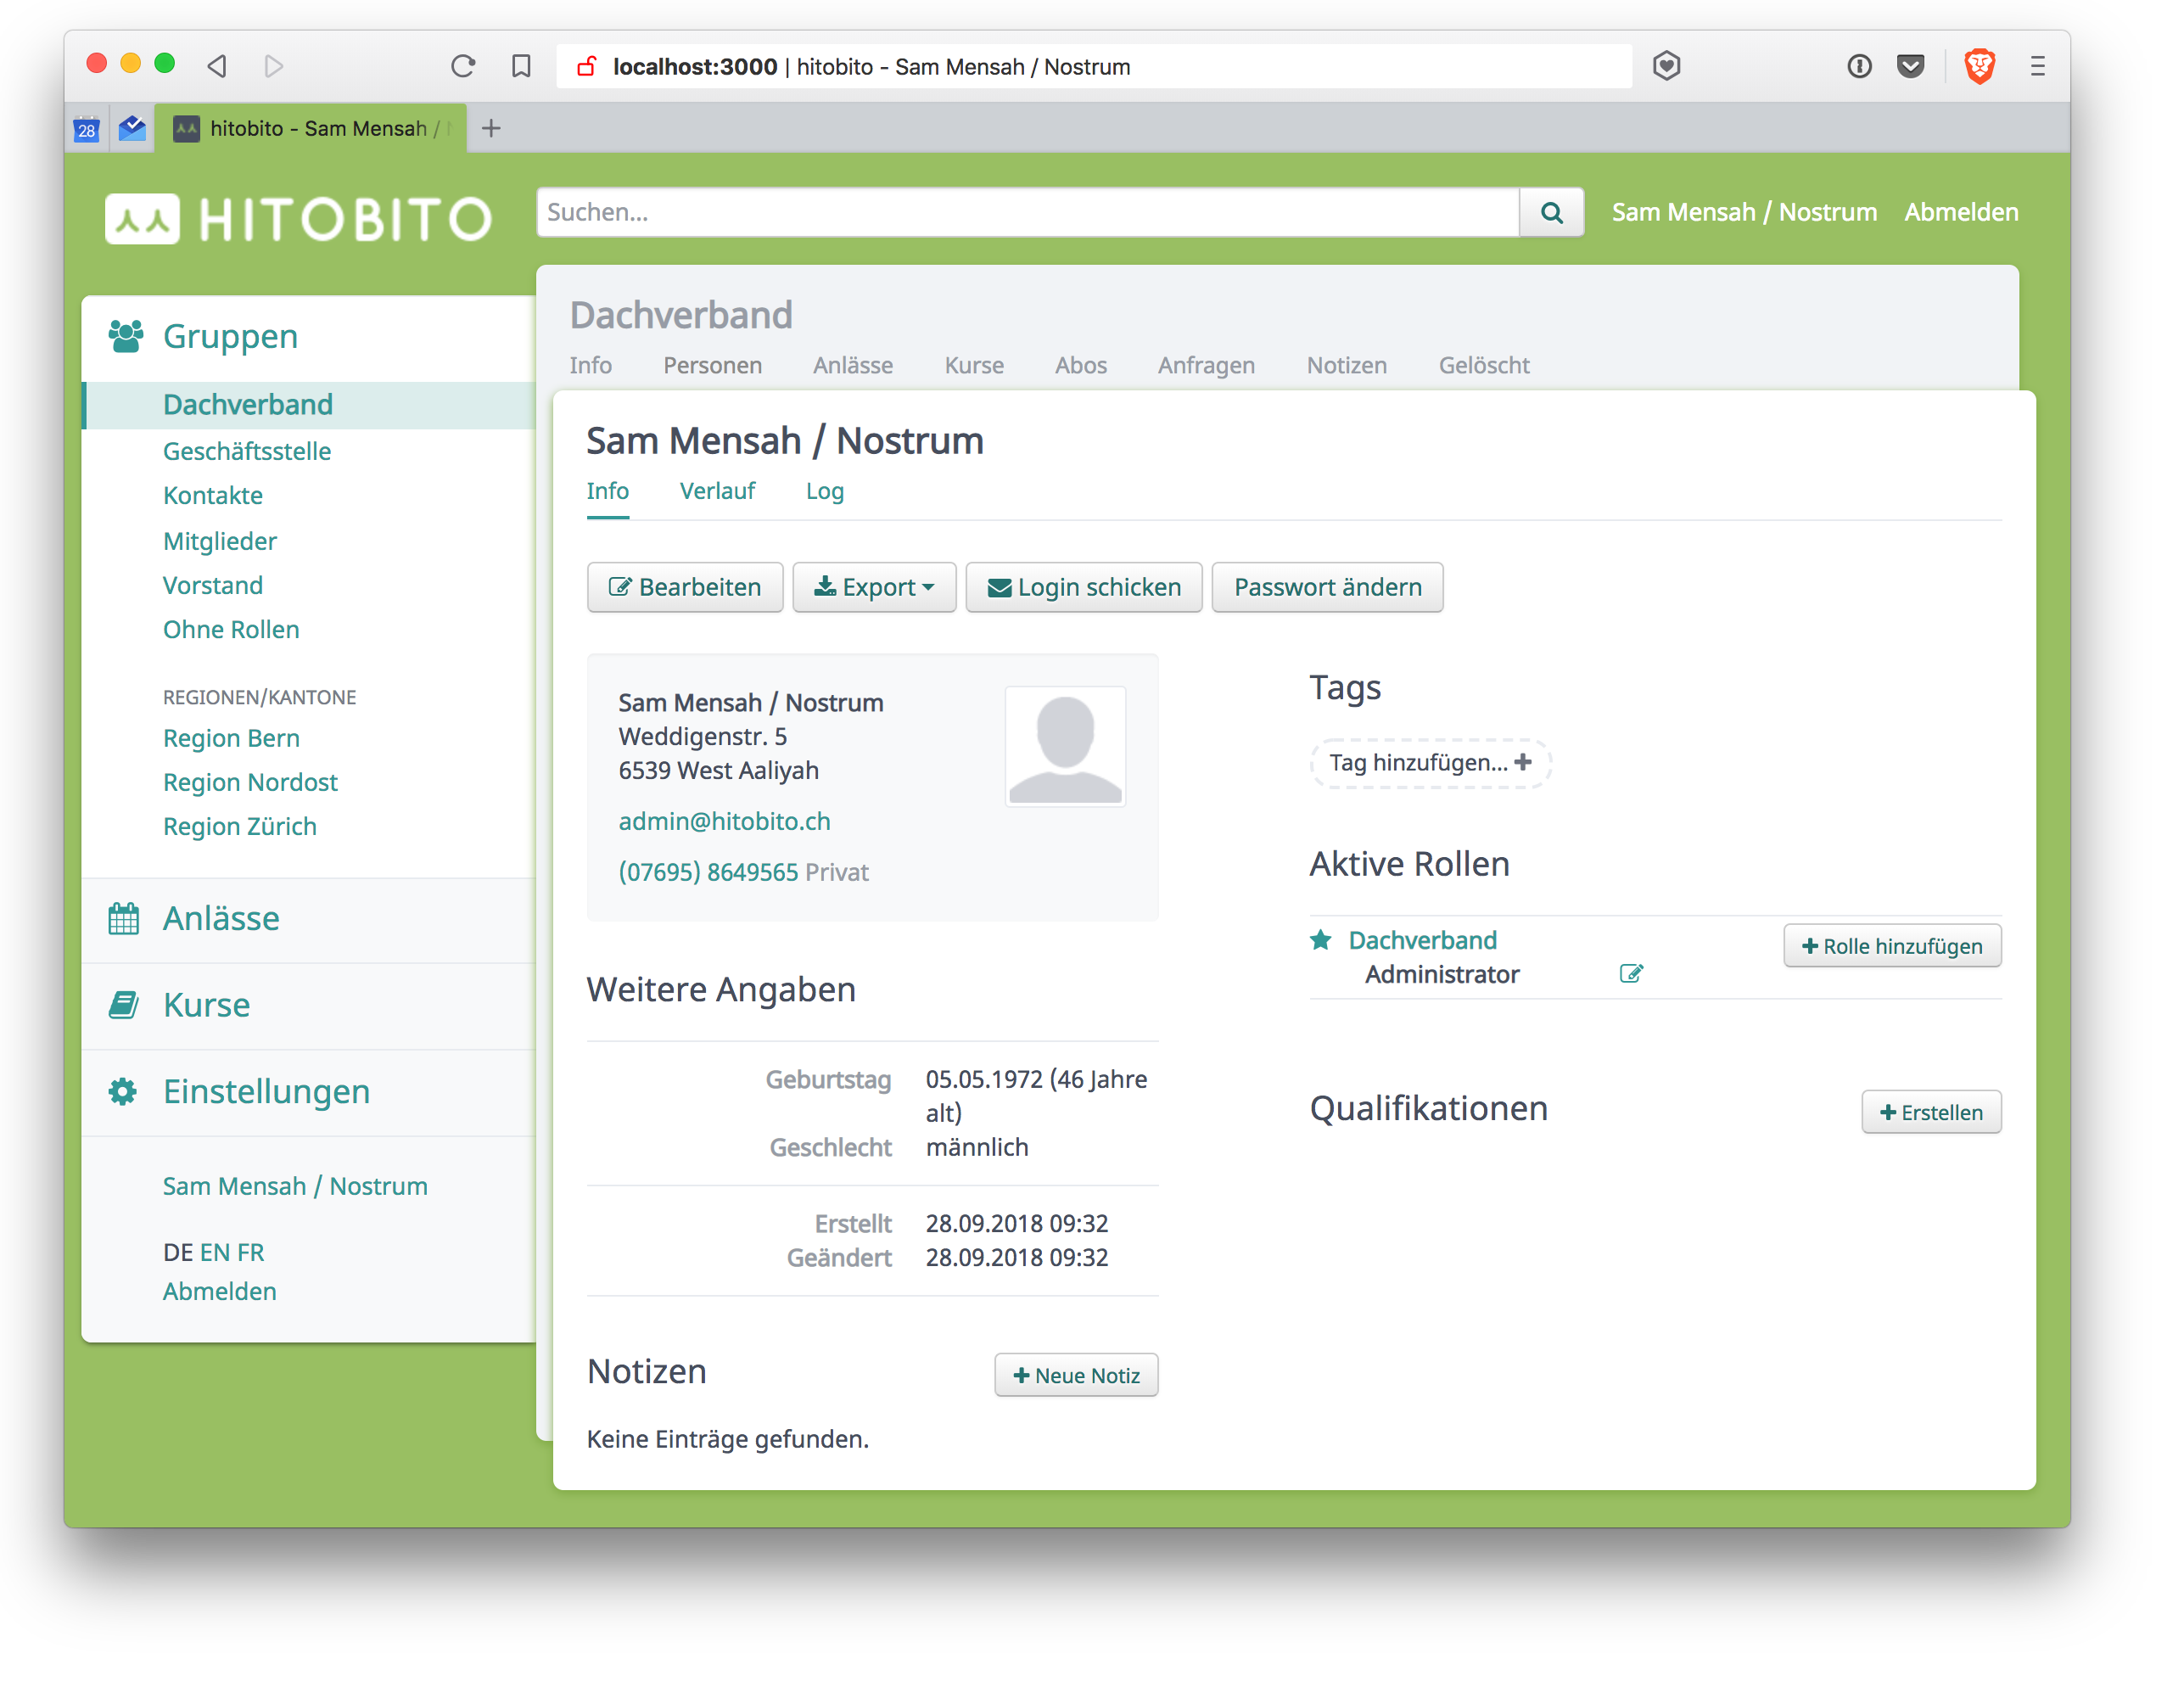 localhost:3000 | hitobito - Sam Mensah / Nostrum
28
hitobito - Sam Mensah /
HITOBITO
Suchen...
Sam Mensah / Nostrum
Abmelden
Gruppen
Dachverband
Geschäftsstelle
Kontakte
Mitglieder
Vorstand
Ohne Rollen
REGIONEN/KANTONE
Region Bern
Region Nordost
Region Zürich
Anlässe
Kurse
Einstellungen
Sam Mensah / Nostrum
DE EN FR
Abmelden
Dachverband
Info Personen Anlässe Kurse Abos Anfragen Notizen Gelöscht
Sam Mensah / Nostrum
Info Verlauf Log
Bearbeiten Export Login schicken Passwort ändern
Sam Mensah / Nostrum
Weddigenstr. 5
6539 West Aaliyah
admin@hitobito.ch
(07695) 8649565 Privat
Weitere Angaben
Geburtstag 05.05.1972 (46 Jahre
alt)
Geschlecht männlich
Erstellt 28.09.2018 09:32
Geändert 28.09.2018 09:32
Notizen
+ Neue Notiz
Keine Einträge gefunden.
Tags
Tag hinzufügen... +
Aktive Rollen
Dachverband
Administrator
+ Rolle hinzufügen
Qualifikationen
+ Erstellen